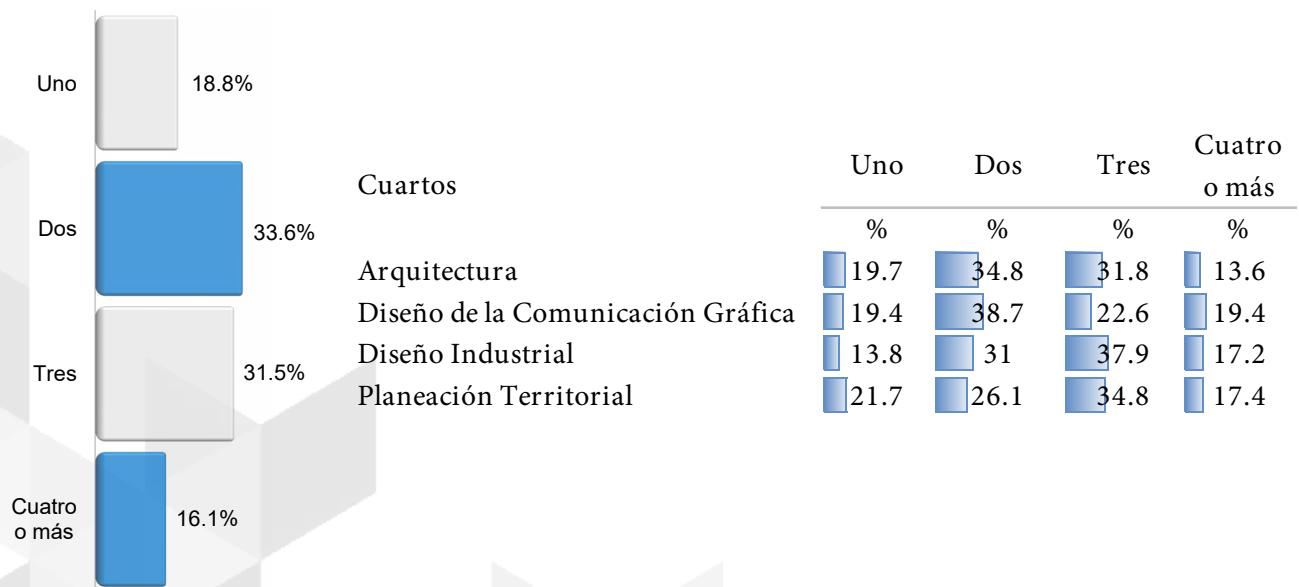 Uno 18.8%
Dos 33.6%
Tres 31.5%
Cuatro
o más 16.1%
Cuartos Uno Dos Tres Cuatro
o más
% % % %
Arquitectura 19.7 34.8 31.8 13.6
Diseño de la Comunicación Gráfica 19.4 38.7 22.6 19.4
Diseño Industrial 13.8 31 37.9 17.2
Planeación Territorial 21.7 26.1 34.8 17.4